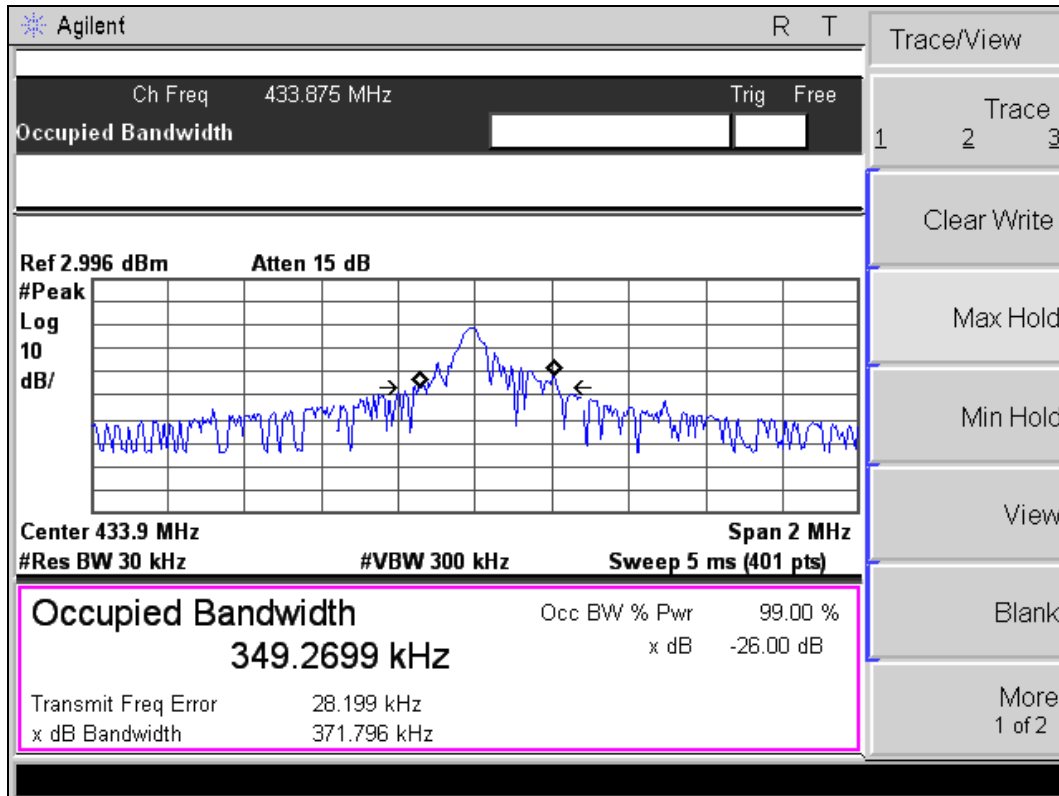 Agilent R T
Ch Freq 433.875 MHz Trig Free
Occupied Bandwidth
Ref 2.996 dBm Atten 15 dB
#Peak
Log
10
dB/
Center 433.9 MHz Span 2 MHz
#Res BW 30 kHz #VBW 300 kHz Sweep 5 ms (401 pts)
Occupied Bandwidth
349.2699 kHz
Occ BW % Pwr 99.00 %
x dB -26.00 dB
Transmit Freq Error 28.199 kHz
x dB Bandwidth 371.796 kHz
Trace/View
Trace
1 2 3
Clear Write
Max Hold
Min Hold
View
Blank
More
1 of 2